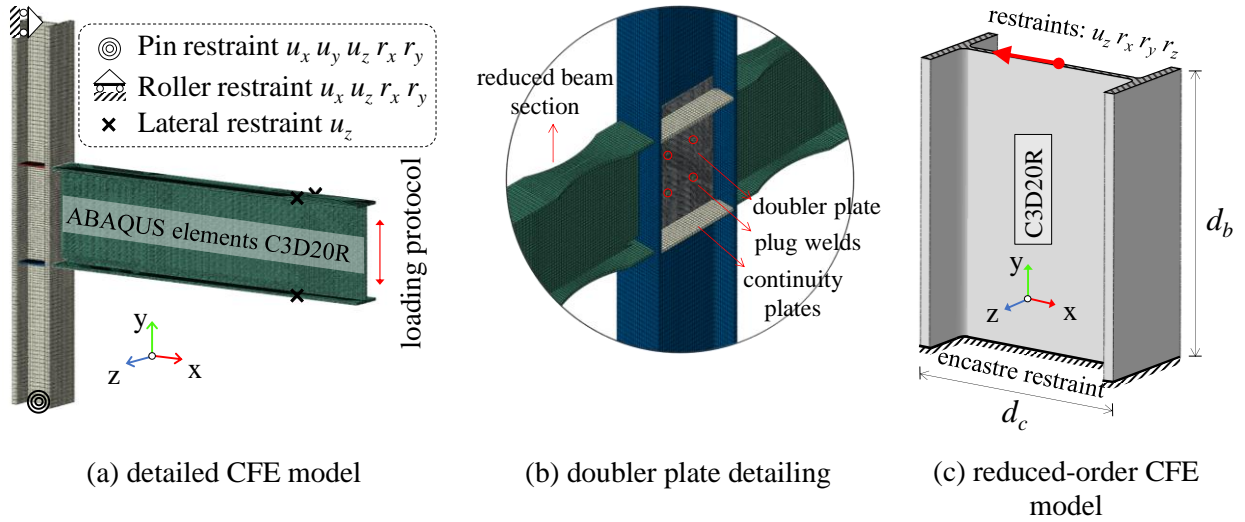 Pin restraint u_x u_y u_z r_x r_y
Roller restraint u_x u_z r_x r_y
Lateral restraint u_z
ABAQUS elements C3D20R
loading protocol
y
z
x
(a) detailed CFE model
reduced beam
section
doubler plate
plug welds
continuity
plates
(b) doubler plate detailing
restraints: u_z r_x r_y r_z
C3D20R
d_b
y
z
x
encastre restraint
d_c
(c) reduced-order CFE
model